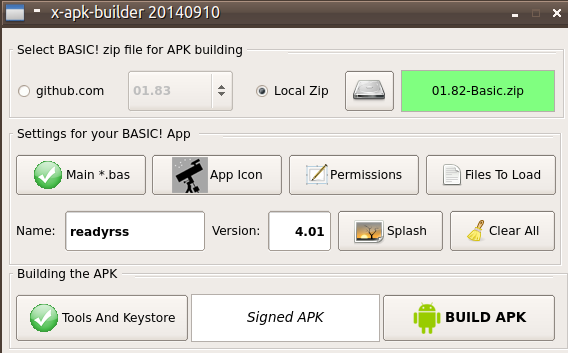 x-apk-builder 20140910
Select BASIC! zip file for APK building
github.com 01.83 Local Zip 01.82-Basic.zip
Settings for your BASIC! App
Main *.bas App Icon Permissions Files To Load
Name: readyrss Version: 4.01 Splash Clear All
Building the APK
Tools And Keystore Signed APK BUILD APK